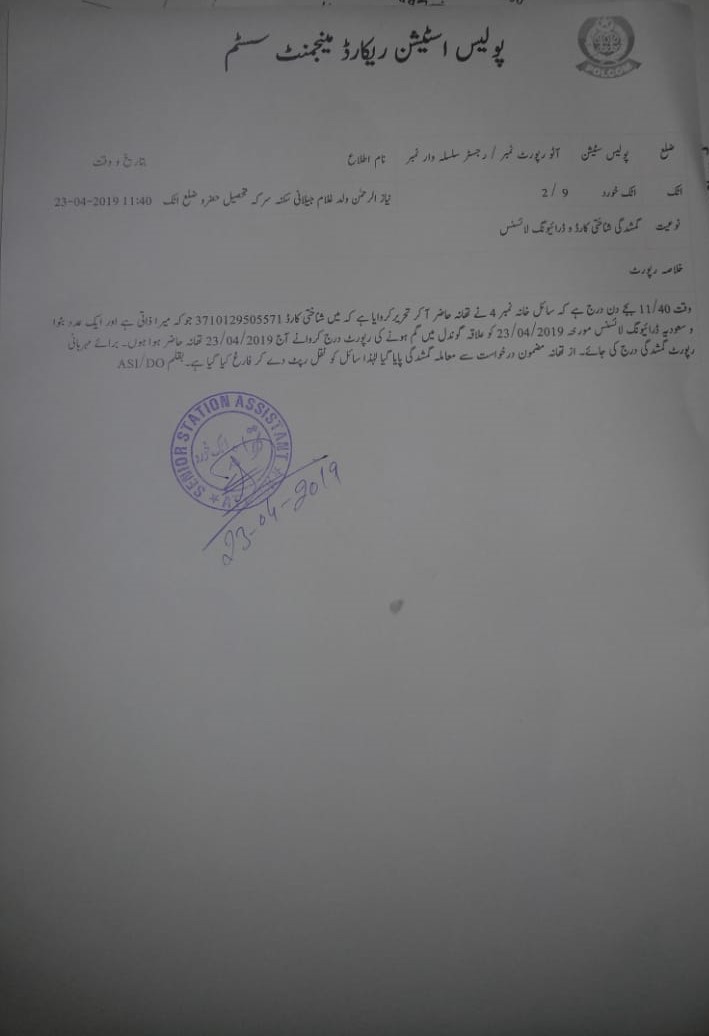 پولیس اسٹیشن ریکارڈ مینجمنٹ سسٹم
POLCOM
ضلع پولیس سٹیشن آٹو رپورٹ نمبر / رجسٹر سلسلہ وار نمبر نام اطلاع بتاریخ و وقت
اٹک اٹک خورد 2 / 9 نیاز الرحمٰن ولد غلام جیلانی سکنہ سرکہ تحصیل حضرو ضلع اٹک 23-04-2019 11:40
نوعیت گمشدگی شناختی کارڈ و ڈرائیونگ لائسنس
خلاصہ رپورٹ
وقت 11/40 بجے دن درج ہے کہ سائل خانہ نمبر 4 نے تھانہ حاضر آ کر تحریر کروایا ہے کہ میں شناختی کارڈ 3710129505571 جو کہ میرا ذاتی ہے اور ایک عدد بٹوا
و سعودیہ ڈرائیونگ لائسنس مورخہ 23/04/2019 کو علاقہ گوندل میں گم ہونے کی رپورٹ درج کروانے آج 23/04/2019 تھانہ حاضر ہوا ہوں۔ برائے مہربانی
رپورٹ گمشدگی درج کی جائے۔ از تھانہ مضمون درخواست سے معاملہ گمشدگی پایا گیا لہٰذا سائل کو نقل رپٹ دے کر فارغ کیا گیا ہے۔ بقلم ASI/DO
SENIOR STATION ASSISTANT
23-04-2019